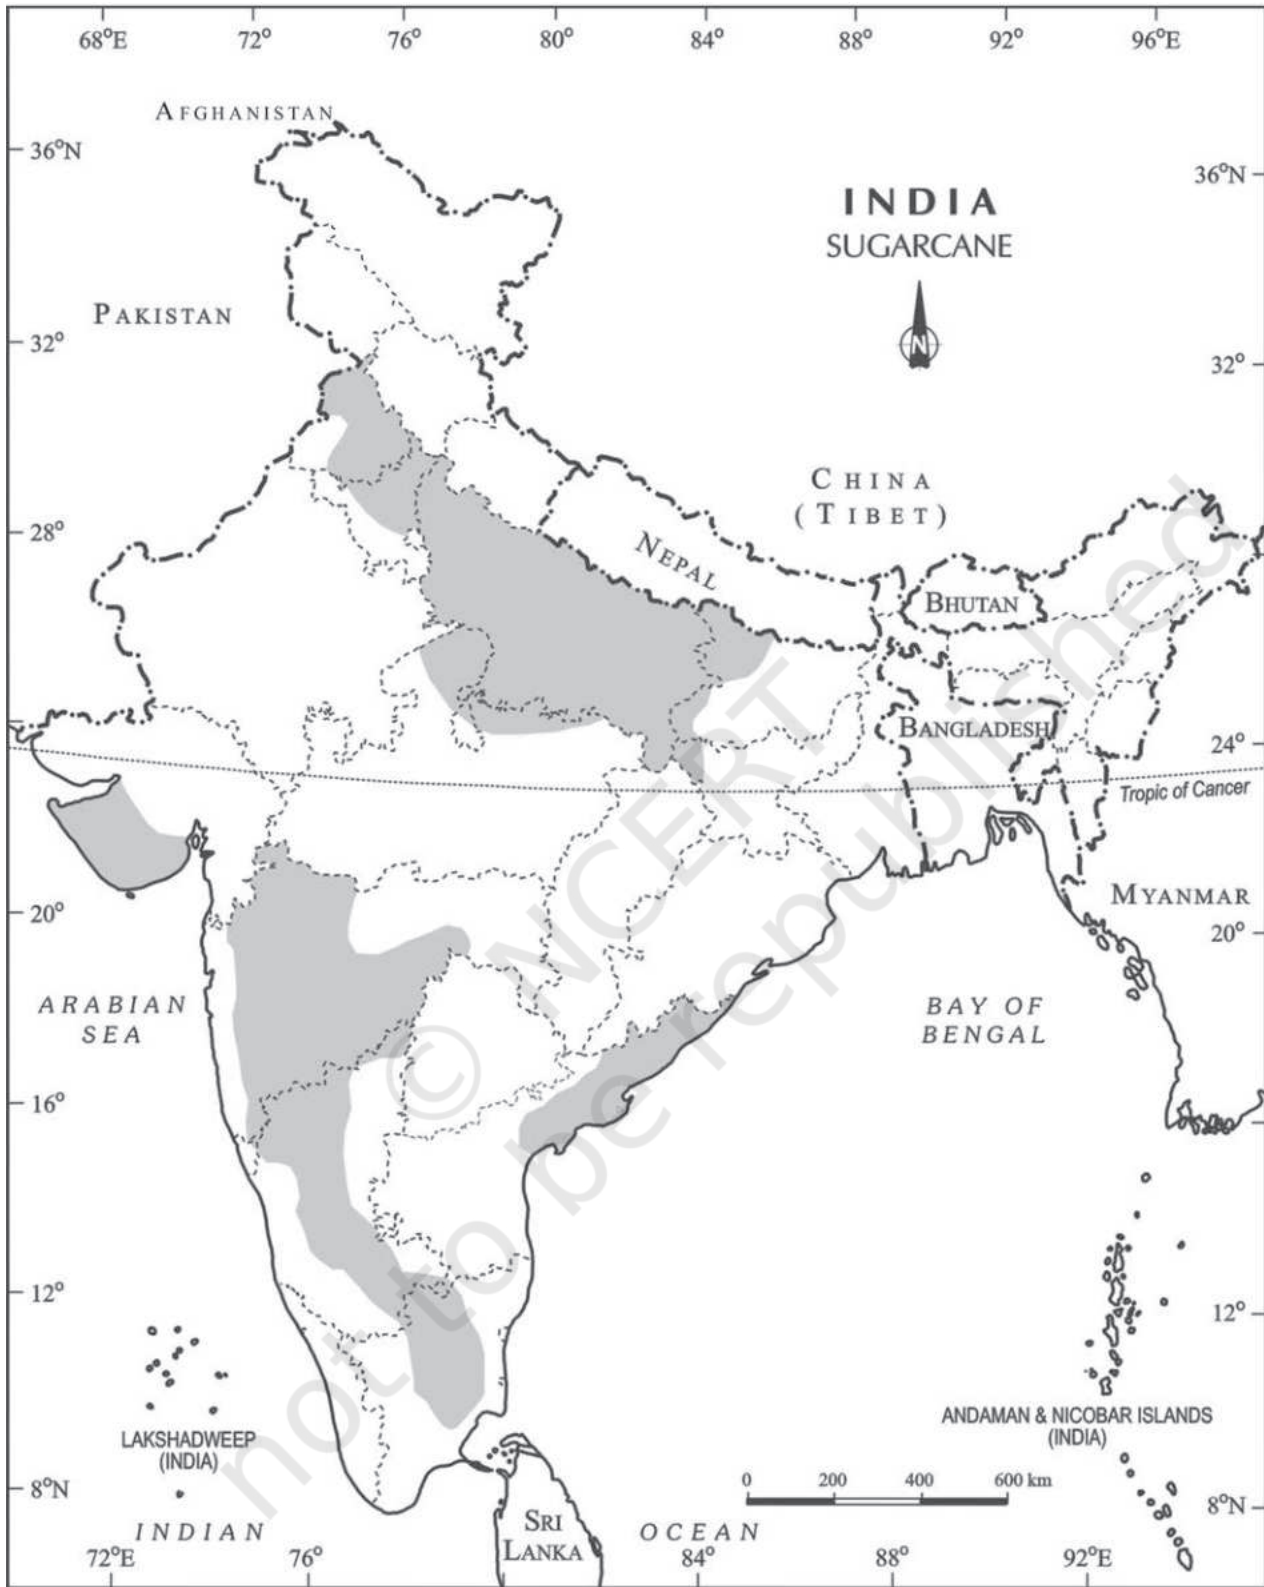 68°E 72° 76° 80° 84° 88° 92° 96°E
AFGHANISTAN
36°N
36°N
INDIA
SUGARCANE
N
PAKISTAN
32°
32°
CHINA
(TIBET)
28°
NEPAL
BHUTAN
BANGLADESH
24°
Tropic of Cancer
MYANMAR
20°
20°
ARABIAN
SEA
BAY OF
BENGAL
16°
12°
12°
LAKSHADWEEP
(INDIA)
ANDAMAN & NICOBAR ISLANDS
(INDIA)
0 200 400 600 km
8°N
8°N
INDIAN OCEAN
SRI
LANKA
72°E 76° 84° 88° 92°E
© NCERT
not to be republished